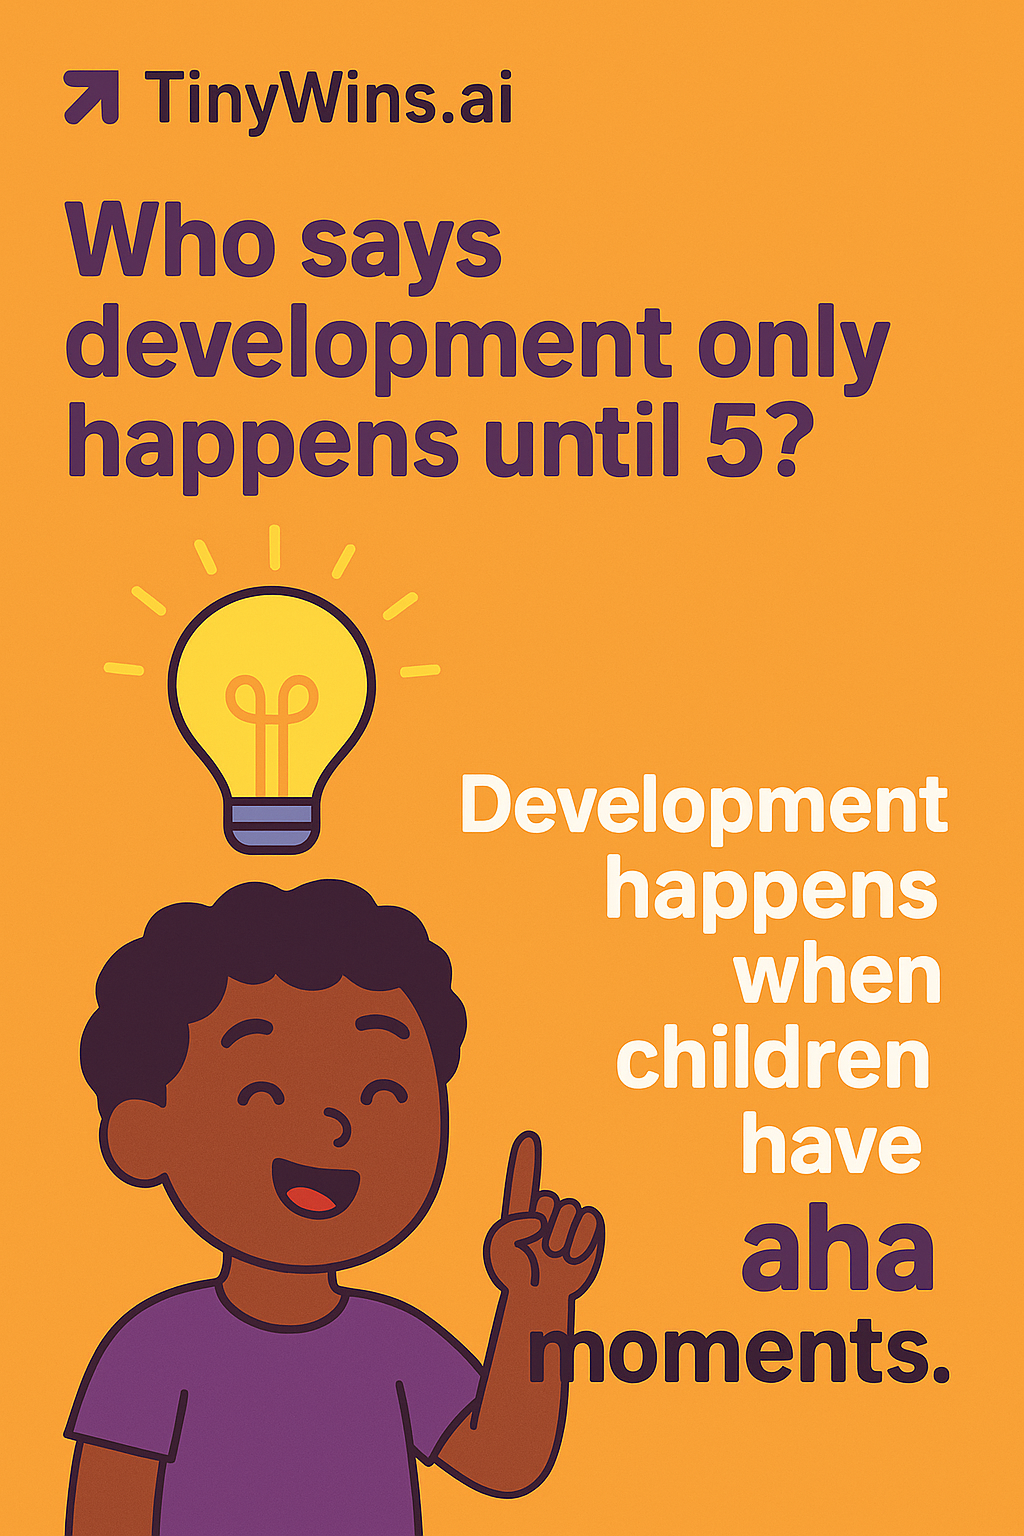 TinyWins.ai
Who says
development only
happens until 5?
Development
happens
when
children
have
aha
moments.